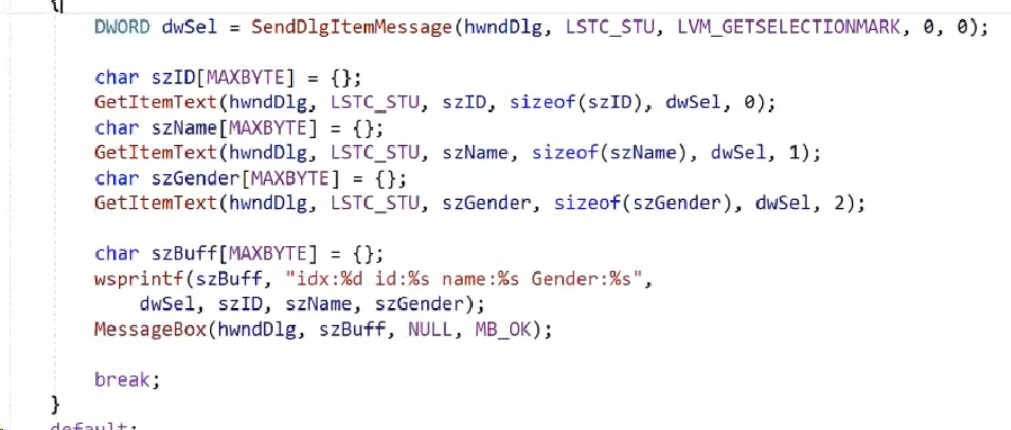 {
DWORD dwSel = SendDlgItemMessage(hwndDlg, LSTC_STU, LVM_GETSELECTIONMARK, 0, 0);
char szID[MAXBYTE] = {};
GetItemText(hwndDlg, LSTC_STU, szID, sizeof(szID), dwSel, 0);
char szName[MAXBYTE] = {};
GetItemText(hwndDlg, LSTC_STU, szName, sizeof(szName), dwSel, 1);
char szGender[MAXBYTE] = {};
GetItemText(hwndDlg, LSTC_STU, szGender, sizeof(szGender), dwSel, 2);
char szBuff[MAXBYTE] = {};
wsprintf(szBuff, "idx:%d id:%s name:%s Gender:%s",
dwSel, szID, szName, szGender);
MessageBox(hwndDlg, szBuff, NULL, MB_OK);
break;
}
default: